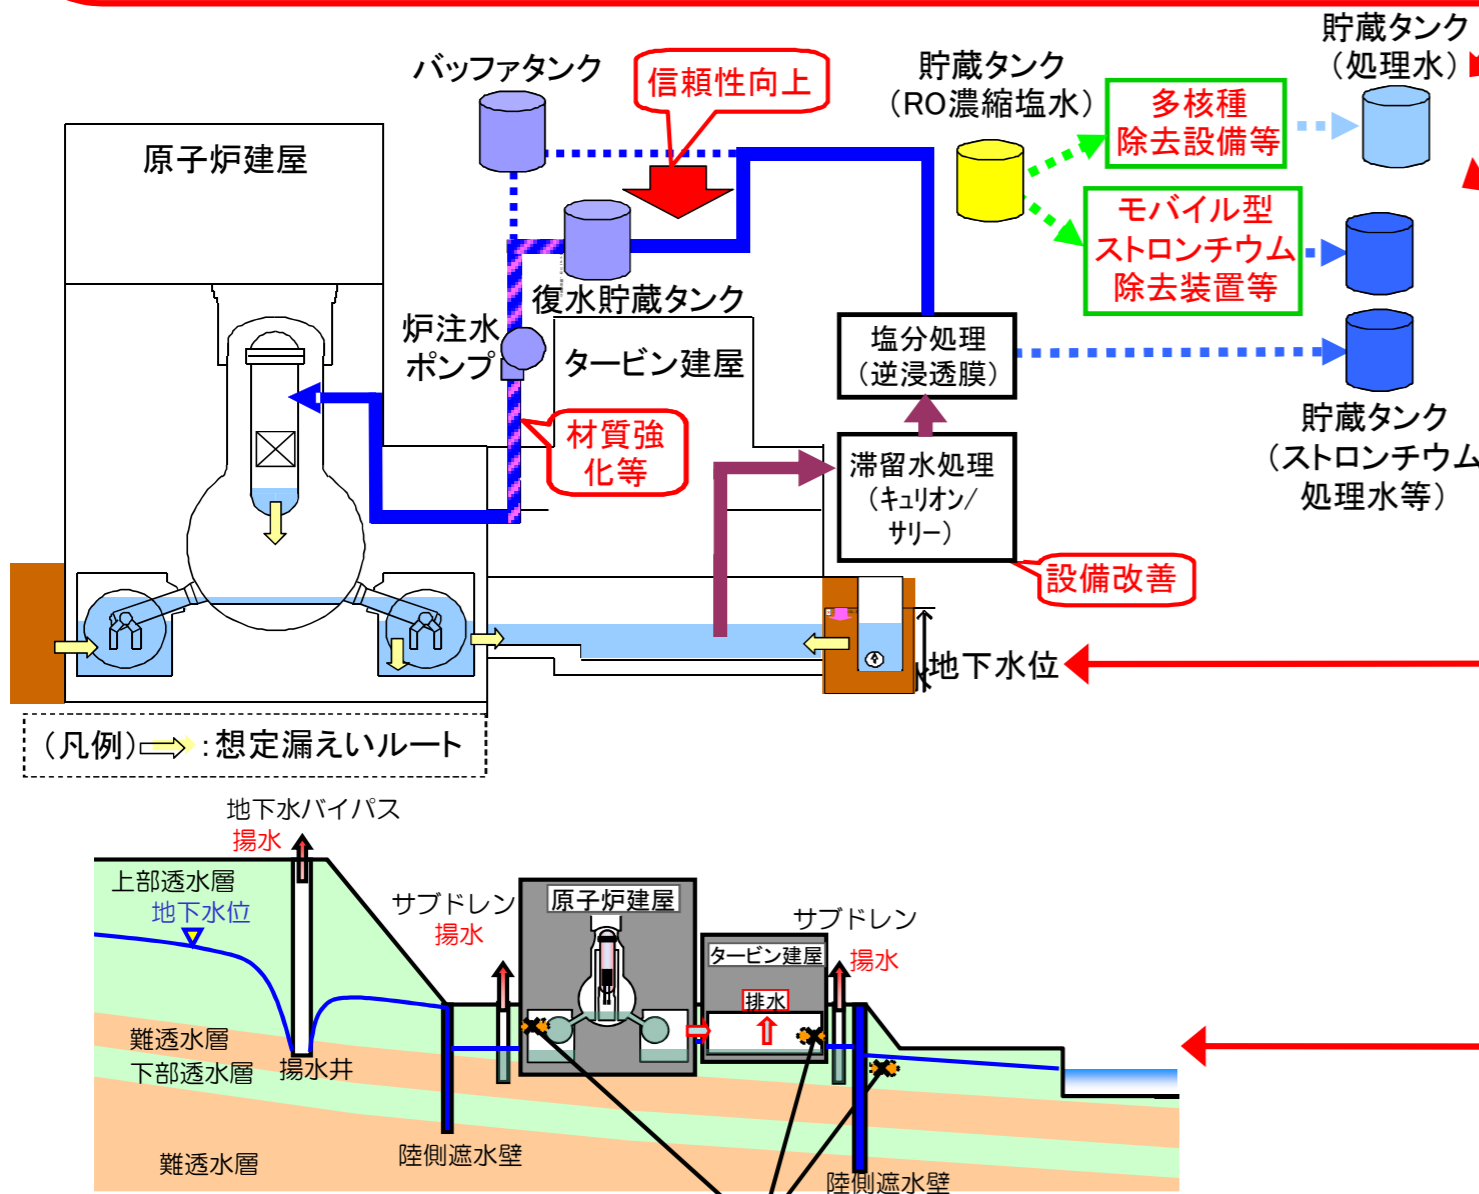 貯蔵タンク
（処理水）
バッファタンク
信頼性向上
貯蔵タンク
（RO濃縮塩水）
多核種
除去設備等
原子炉建屋
モバイル型
ストロンチウム
除去装置等
復水貯蔵タンク
炉注水
ポンプ
タービン建屋
塩分処理
（逆浸透膜）
貯蔵タンク
（ストロンチウム
処理水等）
材質強
化等
滞留水処理
（キュリオン/
サリー）
設備改善
地下水位
（凡例）
：想定漏えいルート
地下水バイパス
揚水
上部透水層
地下水位
サブドレン
揚水
原子炉建屋
サブドレン
揚水
タービン建屋
排水
難透水層
下部透水層
揚水井
陸側遮水壁
難透水層
陸側遮水壁